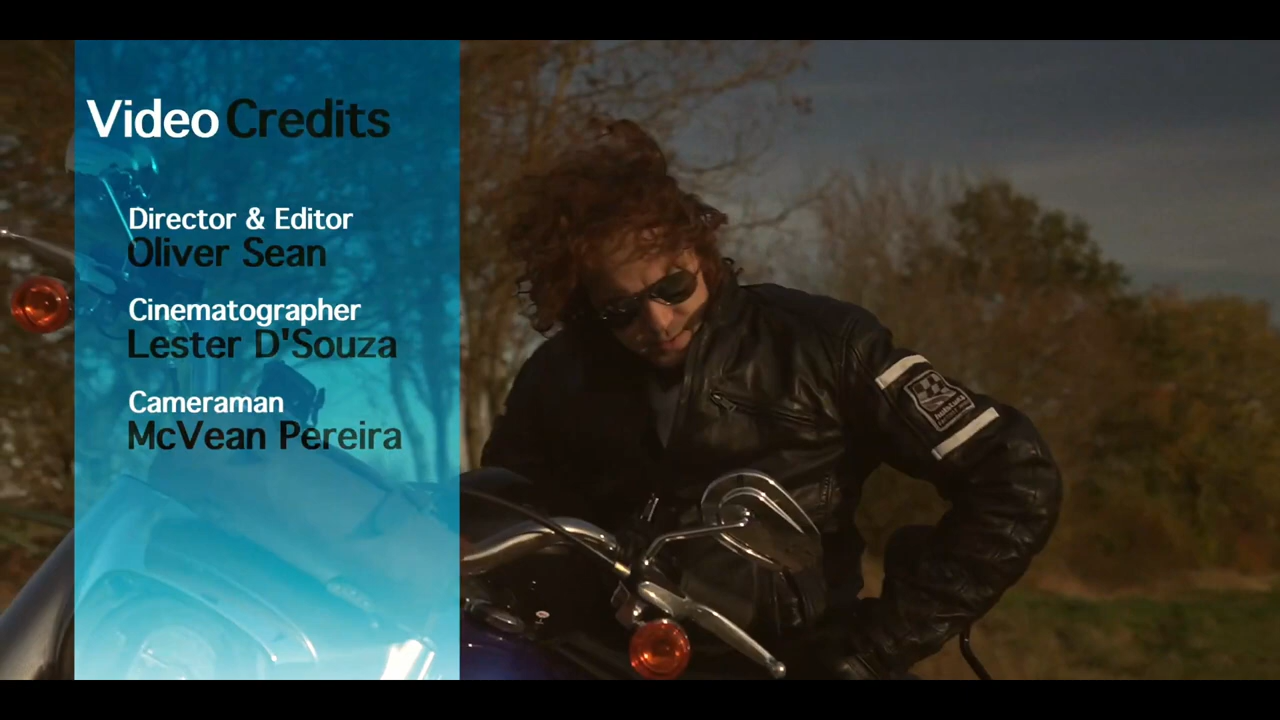 Video Credits
Director & Editor
Oliver Sean
Cinematographer
Lester D'Souza
Cameraman
McVean Pereira